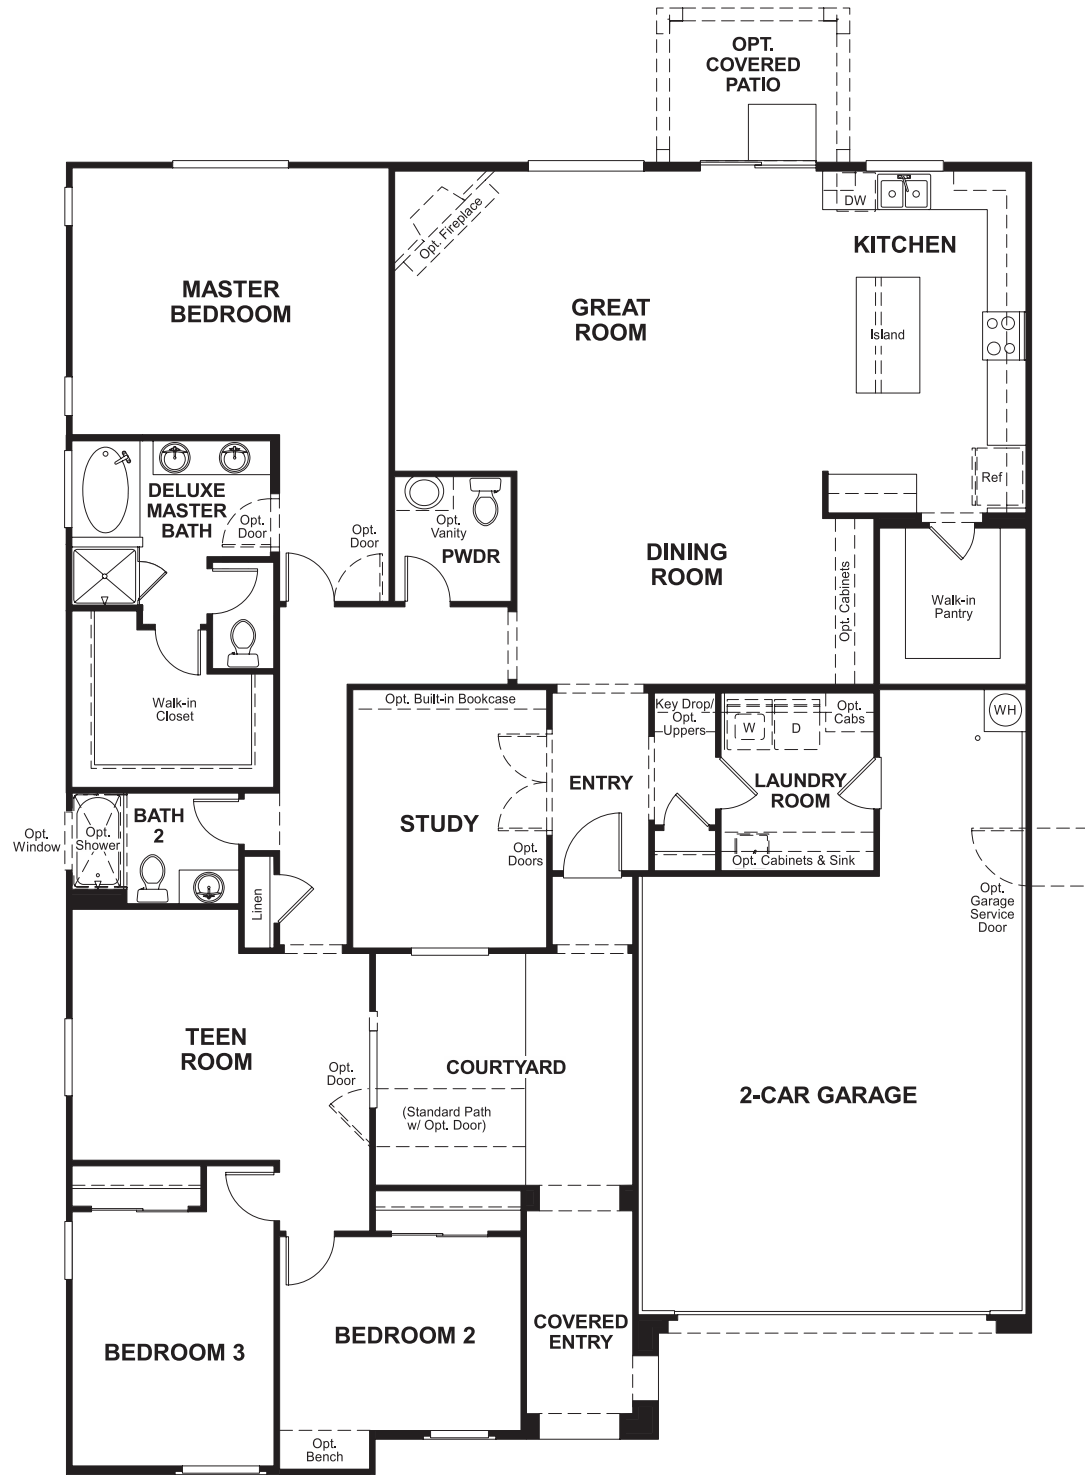 OPT.
COVERED
PATIO
DW
KITCHEN
Opt. Fireplace
MASTER
BEDROOM
GREAT
ROOM
Island
Ref
DELUXE
MASTER
BATH
Opt.
Door
Opt.
Door
Opt.
Vanity
PWDR
DINING
ROOM
Opt. Cabinets
Walk-in
Pantry
Walk-in
Closet
Opt. Built-in Bookcase
Key Drop/
Opt.
Uppers
W
D
Opt.
Cabs
WH
ENTRY
LAUNDRY
ROOM
Opt.
Window
Opt.
Shower
BATH
2
STUDY
Opt.
Doors
Opt. Cabinets & Sink
Linen
Opt.
Garage
Service
Door
TEEN
ROOM
Opt.
Door
COURTYARD
(Standard Path
w/ Opt. Door)
2-CAR GARAGE
BEDROOM 3
BEDROOM 2
COVERED
ENTRY
Opt.
Bench